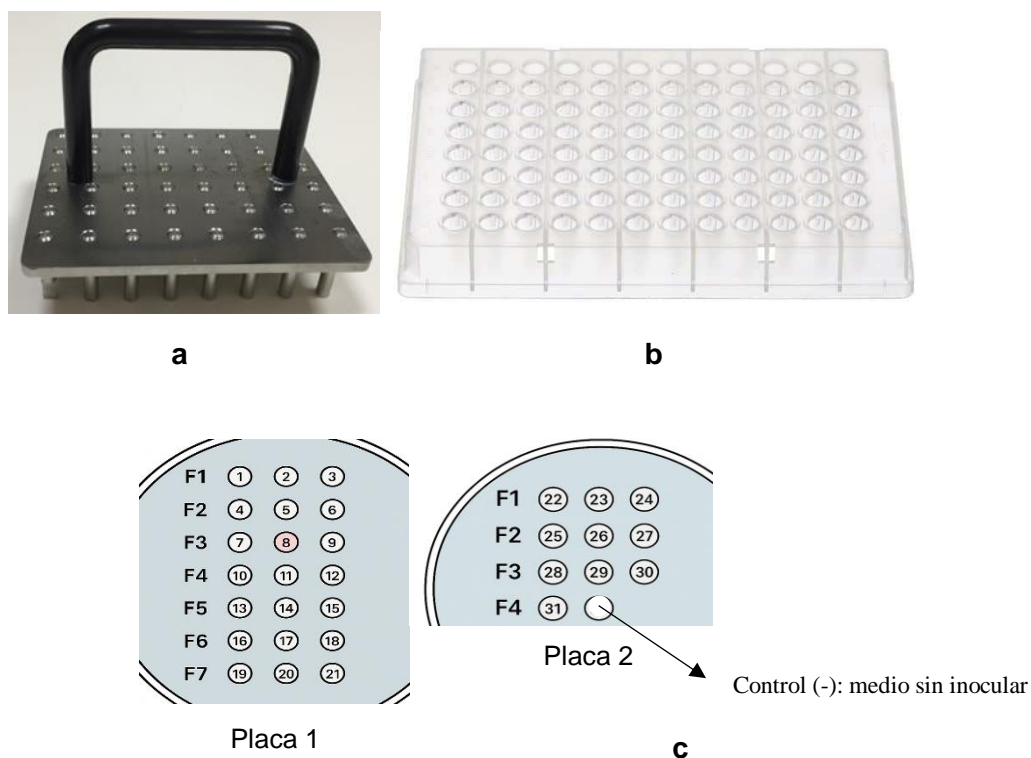 a
b
F1 1 2 3
F2 4 5 6
F3 7 8 9
F4 10 11 12
F5 13 14 15
F6 16 17 18
F7 19 20 21
Placa 1
F1 22 23 24
F2 25 26 27
F3 28 29 30
F4 31
Placa 2
Control (-): medio sin inocular
c